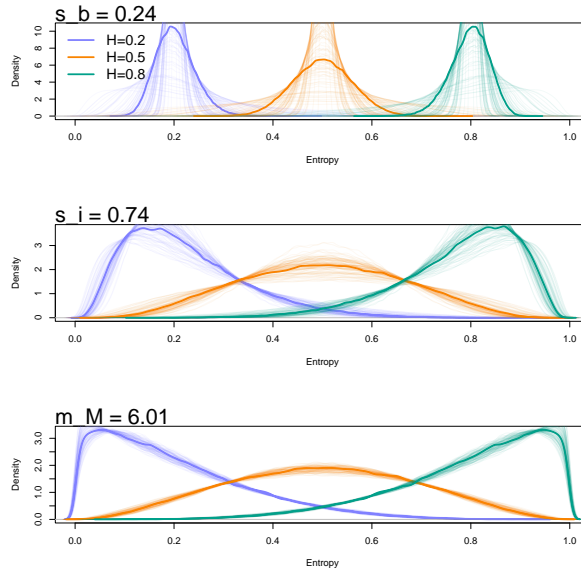 s_b = 0.24
Density
0 2 4 6 8 10
H=0.2
H=0.5
H=0.8
0.0 0.2 0.4 0.6 0.8 1.0
Entropy
s_i = 0.74
Density
0 1 2 3
0.0 0.2 0.4 0.6 0.8 1.0
Entropy
m_M = 6.01
Density
0.0 1.0 2.0 3.0
0.0 0.2 0.4 0.6 0.8 1.0
Entropy